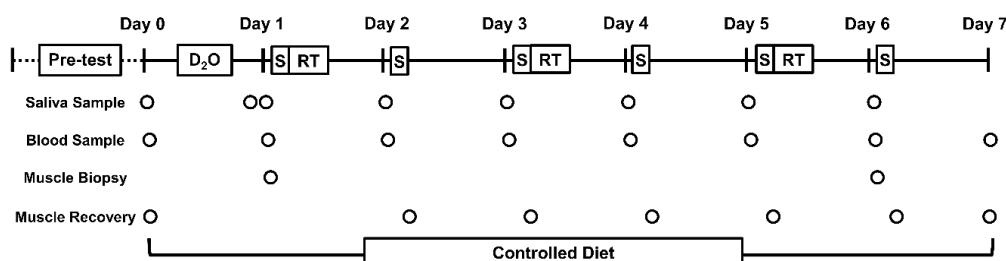 Day 0 Day 1 Day 2 Day 3 Day 4 Day 5 Day 6 Day 7
Pre-test D₂O S RT S S RT S S RT S
Saliva Sample
Blood Sample
Muscle Biopsy
Muscle Recovery
Controlled Diet